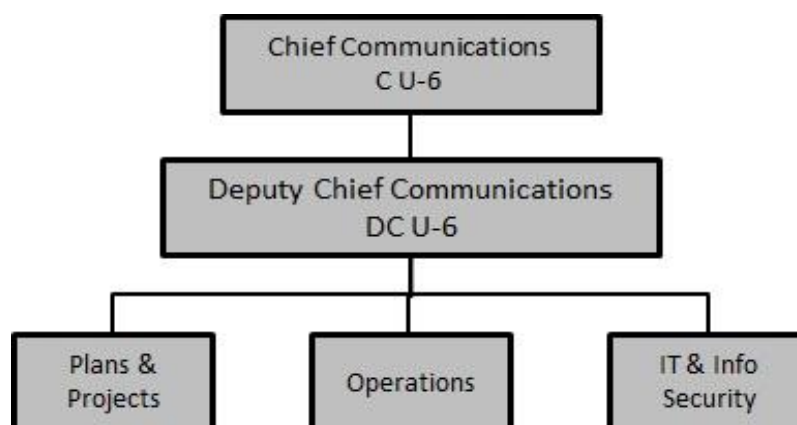 Chief Communications
C U-6
Deputy Chief Communications
DC U-6
Plans &
Projects
Operations
IT & Info
Security